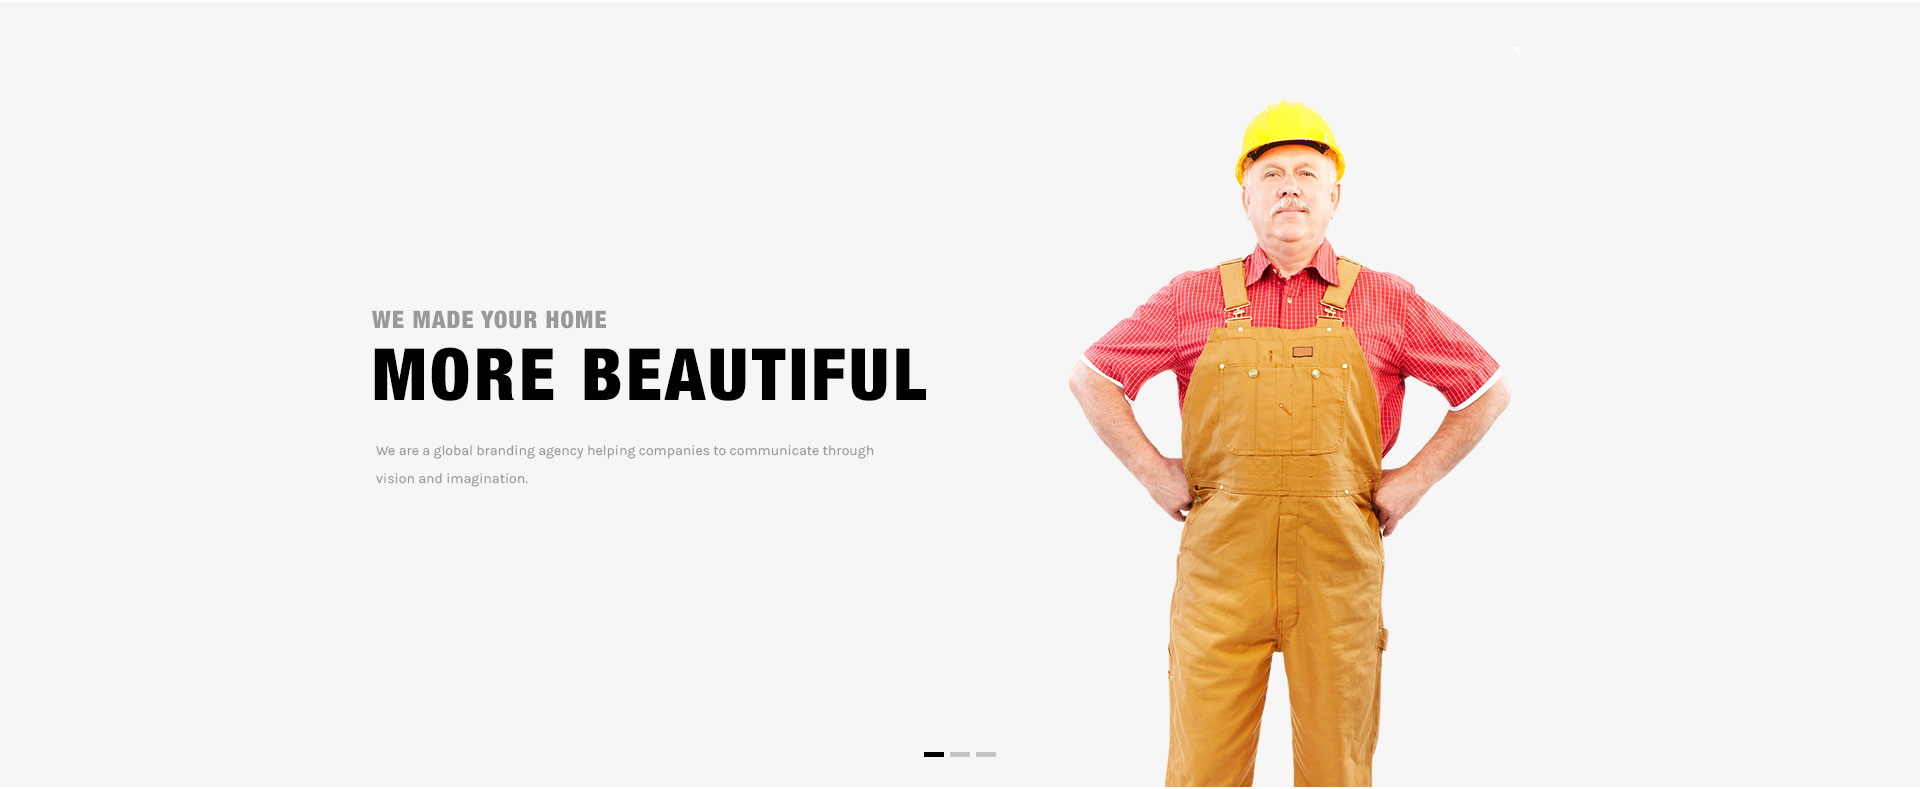 WE MADE YOUR HOME
MORE BEAUTIFUL
We are a global branding agency helping companies to communicate through
vision and imagination.